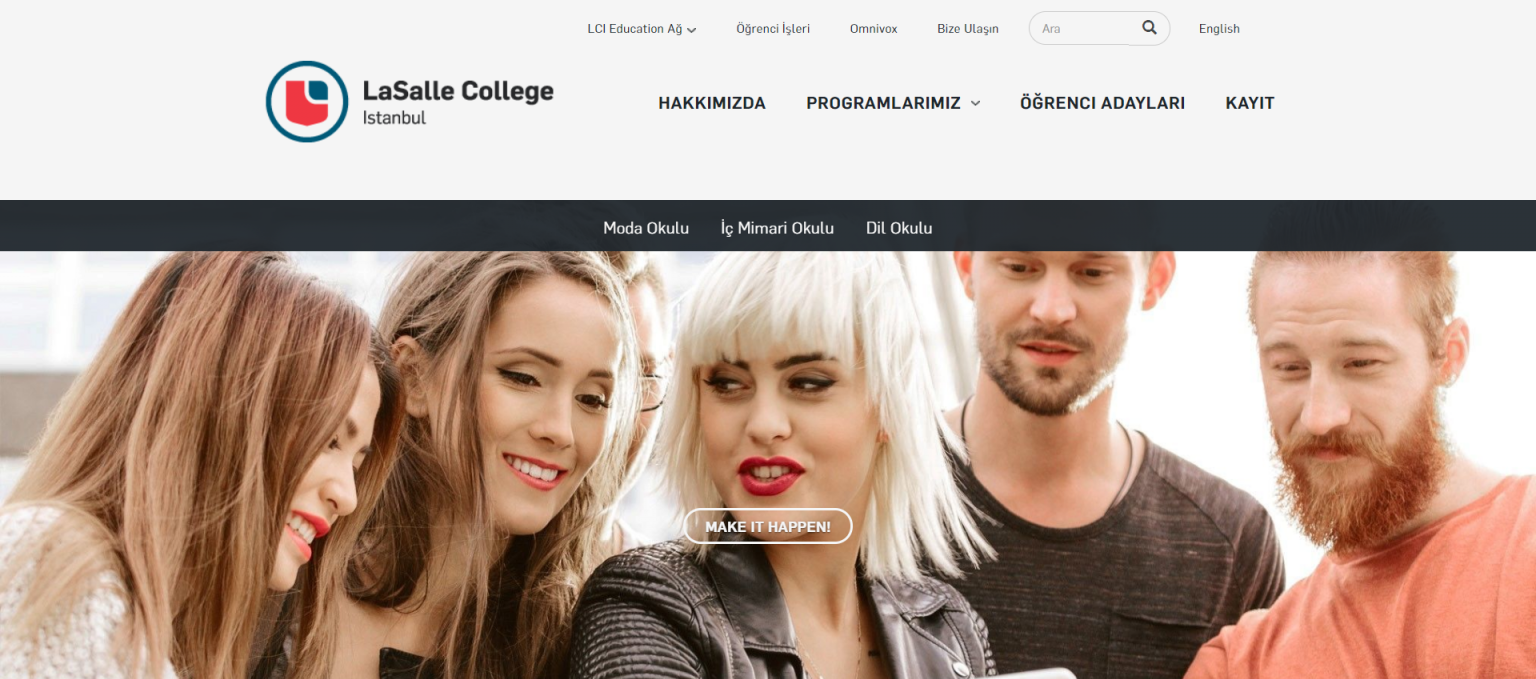 LCI Education Ağ
Öğrenci İşleri
Omnivox
Bize Ulaşın
Ara
English
LaSalle College
Istanbul
HAKKIMIZDA
PROGRAMLARIMIZ
ÖĞRENCI ADAYLARI
KAYIT
Moda Okulu
İç Mimari Okulu
Dil Okulu
MAKE IT HAPPEN!